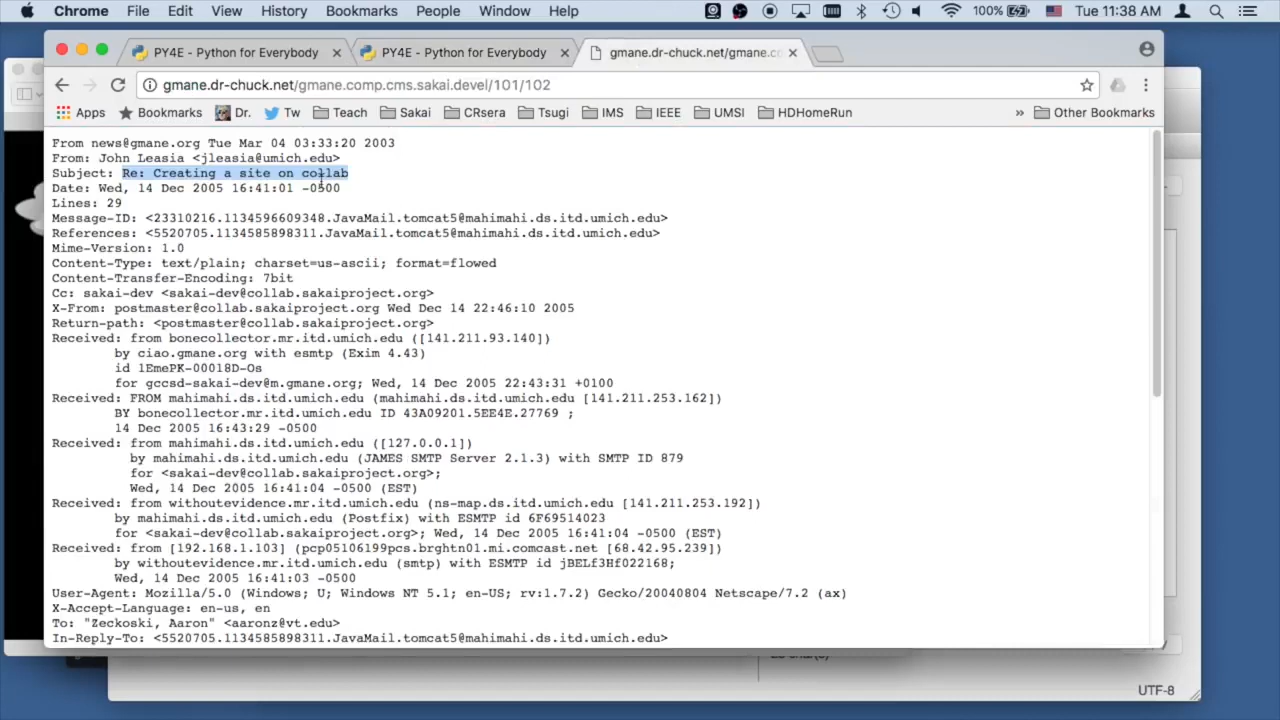 Chrome File Edit View History Bookmarks People Window Help 100% Tue 11:38 AM
PY4E - Python for Everybody PY4E - Python for Everybody gmane.dr-chuck.net/gmane.co
gmane.dr-chuck.net/gmane.comp.cms.sakai.devel/101/102
Apps Bookmarks Dr. Tw Teach Sakai CRsera Tsugi IMS IEEE UMSI HDHomeRun » Other Bookmarks
From news@gmane.org Tue Mar 04 03:33:20 2003
From: John Leasia <jleasia@umich.edu>
Subject: Re: Creating a site on collab
Date: Wed, 14 Dec 2005 16:41:01 -0500
Lines: 29
Message-ID: <23310216.1134596609348.JavaMail.tomcat5@mahimahi.ds.itd.umich.edu>
References: <5520705.1134585898311.JavaMail.tomcat5@mahimahi.ds.itd.umich.edu>
Mime-Version: 1.0
Content-Type: text/plain; charset=us-ascii; format=flowed
Content-Transfer-Encoding: 7bit
Cc: sakai-dev <sakai-dev@collab.sakaiproject.org>
X-From: postmaster@collab.sakaiproject.org Wed Dec 14 22:46:10 2005
Return-path: <postmaster@collab.sakaiproject.org>
Received: from bonecollector.mr.itd.umich.edu ([141.211.93.140])
by ciao.gmane.org with esmtp (Exim 4.43)
id 1EmePK-00018D-Os
for gccsd-sakai-dev@m.gmane.org; Wed, 14 Dec 2005 22:43:31 +0100
Received: FROM mahimahi.ds.itd.umich.edu (mahimahi.ds.itd.umich.edu [141.211.253.162])
BY bonecollector.mr.itd.umich.edu ID 43A09201.5EE4E.27769 ;
14 Dec 2005 16:43:29 -0500
Received: from mahimahi.ds.itd.umich.edu ([127.0.0.1])
by mahimahi.ds.itd.umich.edu (JAMES SMTP Server 2.1.3) with SMTP ID 879
for <sakai-dev@collab.sakaiproject.org>;
Wed, 14 Dec 2005 16:41:04 -0500 (EST)
Received: from withoutevidence.mr.itd.umich.edu (ns-map.ds.itd.umich.edu [141.211.253.192])
by mahimahi.ds.itd.umich.edu (Postfix) with ESMTP id 6F69514023
for <sakai-dev@collab.sakaiproject.org>; Wed, 14 Dec 2005 16:41:04 -0500 (EST)
Received: from [192.168.1.103] (pcp05106199pcs.brghtn01.mi.comcast.net [68.42.95.239])
by withoutevidence.mr.itd.umich.edu (smtp) with ESMTP id jBELf3Hf022168;
Wed, 14 Dec 2005 16:41:03 -0500
User-Agent: Mozilla/5.0 (Windows; U; Windows NT 5.1; en-US; rv:1.7.2) Gecko/20040804 Netscape/7.2 (ax)
X-Accept-Language: en-us, en
To: "Zeckoski, Aaron" <aaronz@vt.edu>
In-Reply-To: <5520705.1134585898311.JavaMail.tomcat5@mahimahi.ds.itd.umich.edu>
UTF-8